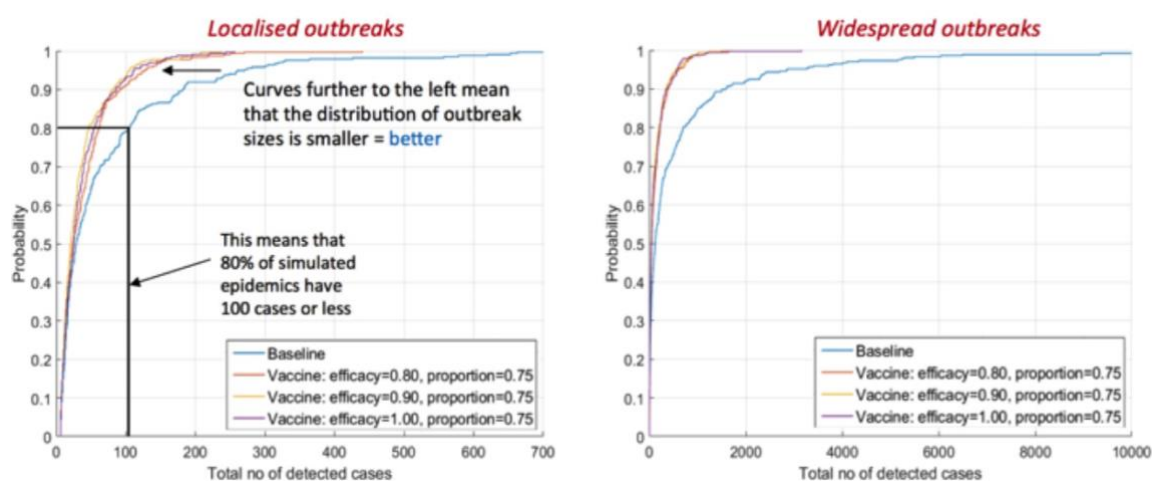 Localised outbreaks
1
0.9
0.8
0.7
0.6
0.5
0.4
0.3
0.2
0.1
0
Probability
Curves further to the left mean
that the distribution of outbreak
sizes is smaller = better
This means that
80% of simulated
epidemics have
100 cases or less
Baseline
Vaccine: efficacy=0.80, proportion=0.75
Vaccine: efficacy=0.90, proportion=0.75
Vaccine: efficacy=1.00, proportion=0.75
0 100 200 300 400 500 600 700
Total no of detected cases
Widespread outbreaks
1
0.9
0.8
0.7
0.6
0.5
0.4
0.3
0.2
0.1
0
Probability
Baseline
Vaccine: efficacy=0.80, proportion=0.75
Vaccine: efficacy=0.90, proportion=0.75
Vaccine: efficacy=1.00, proportion=0.75
0 2000 4000 6000 8000 10000
Total no of detected cases